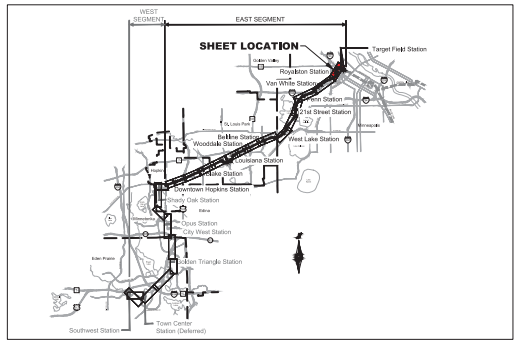 WEST
SEGMENT
EAST SEGMENT
SHEET LOCATION
Target Field Station
Golden Valley
Royalston Station
Van White Station
Penn Station
21st Street Station
St. Louis Park
Minneapolis
Beltline Station
West Lake Station
Wooddale Station
Louisiana Station
Blake Station
Hopkins
Downtown Hopkins Station
Shady Oak Station
Edina
Opus Station
City West Station
Eden Prairie
Golden Triangle Station
Southwest Station
Town Center
Station (Deferred)